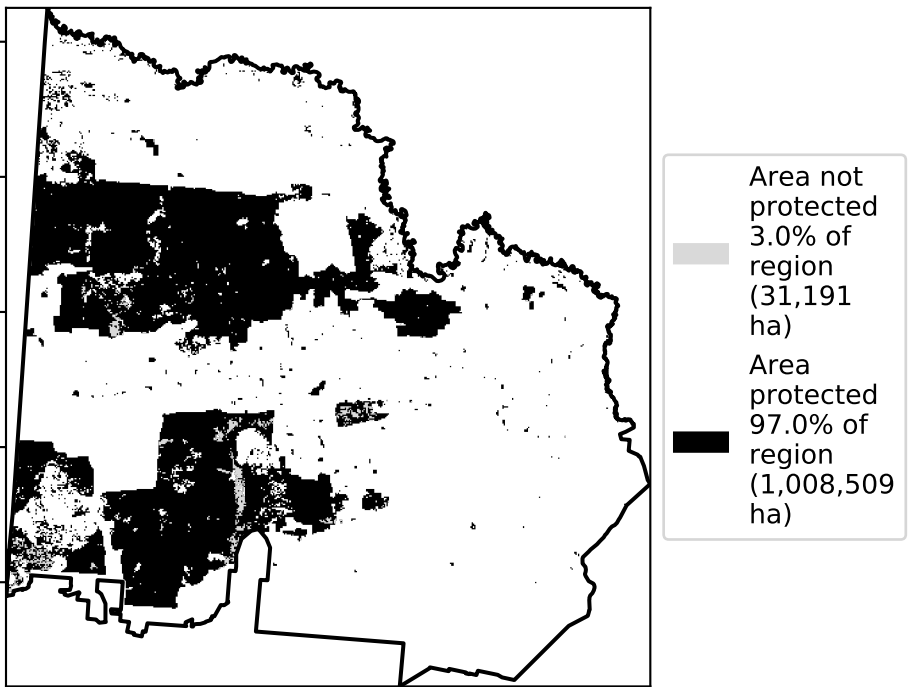 Area not
protected
3.0% of
region
(31,191
ha)
Area
protected
97.0% of
region
(1,008,509
ha)